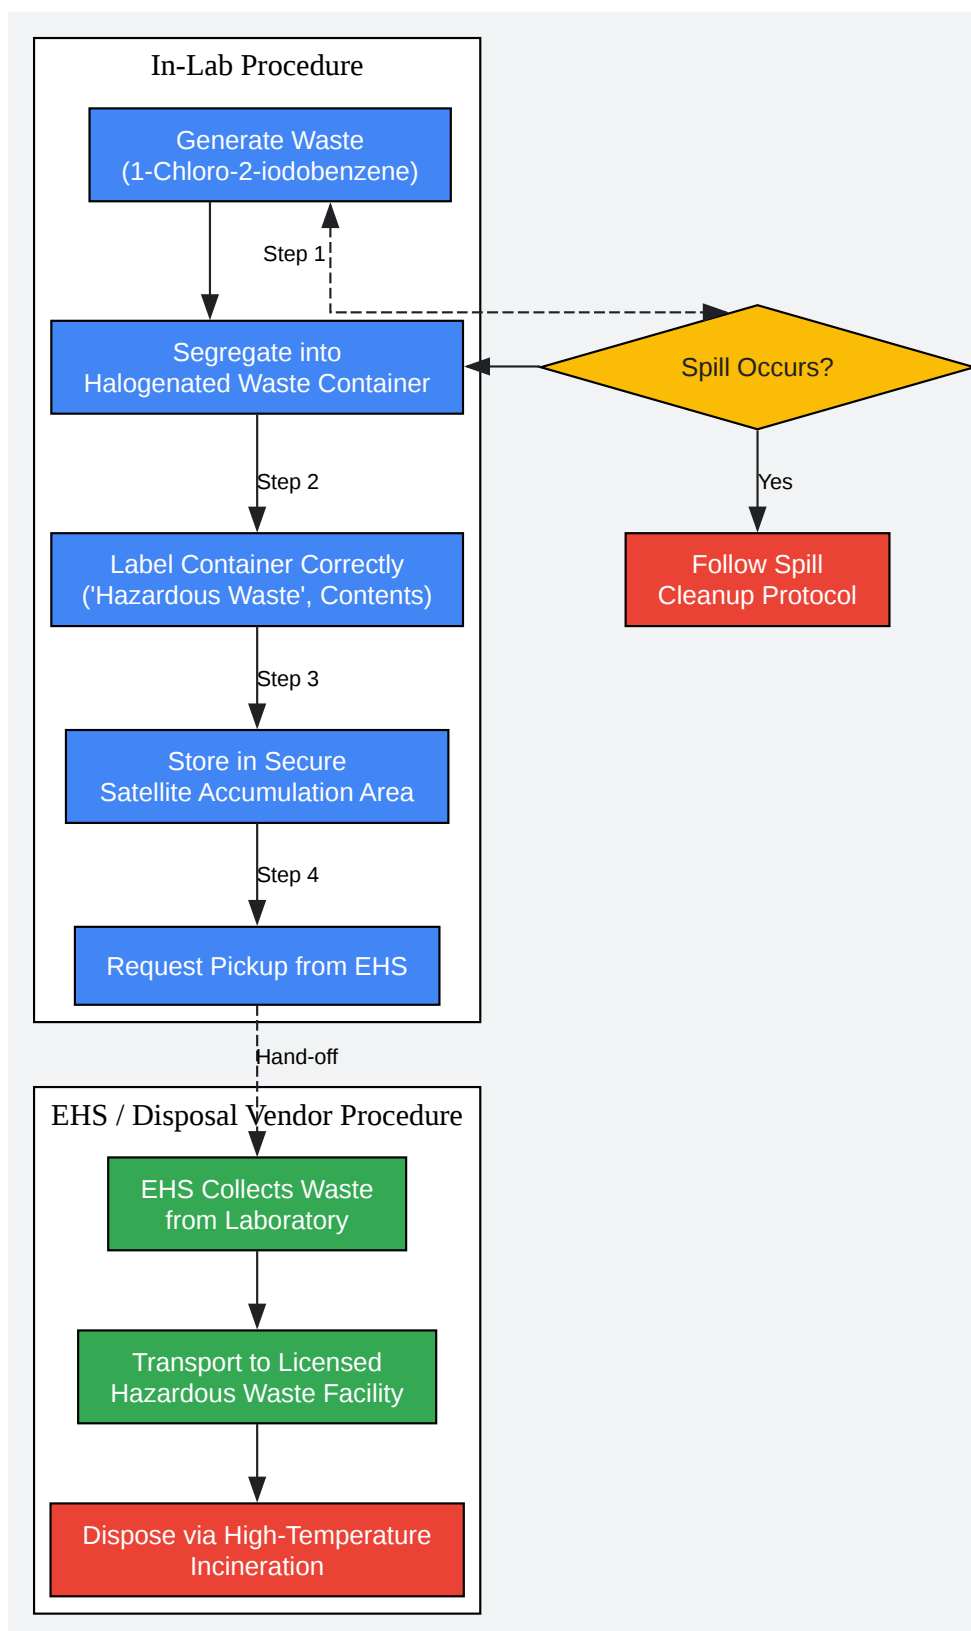 In-Lab Procedure
Generate Waste
(1-Chloro-2-iodobenzene)
Step 1
Segregate into
Halogenated Waste Container
Spill Occurs?
Step 2
Yes
Label Container Correctly
('Hazardous Waste', Contents)
Follow Spill
Cleanup Protocol
Step 3
Store in Secure
Satellite Accumulation Area
Step 4
Request Pickup from EHS
Hand-off
EHS / Disposal Vendor Procedure
EHS Collects Waste
from Laboratory
Transport to Licensed
Hazardous Waste Facility
Dispose via High-Temperature
Incineration